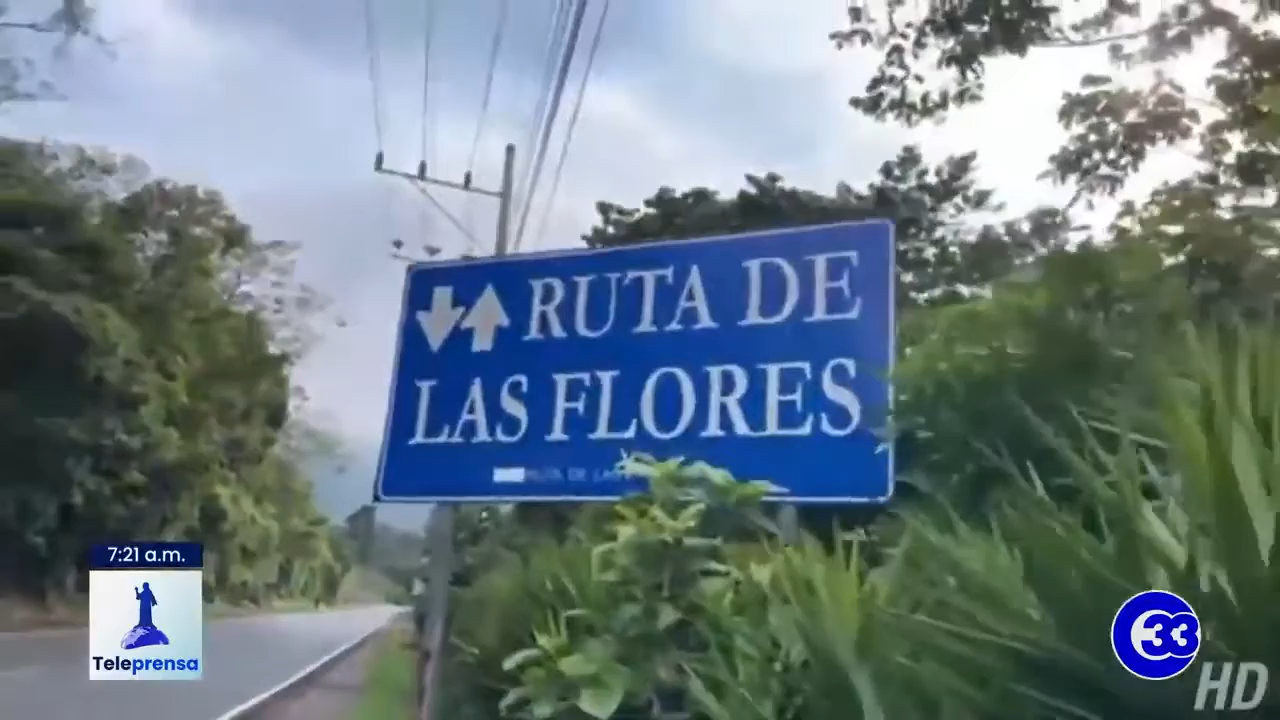 RUTA DE
LAS FLORES
7:21 a.m.
Teleprensa
33
HD